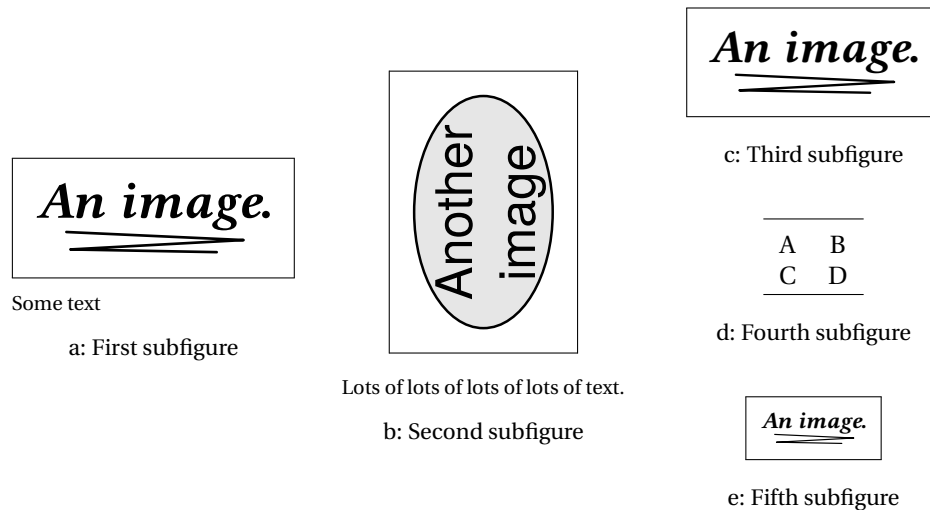 An image.
Some text
a: First subfigure
Another
image
Lots of lots of lots of lots of text.
b: Second subfigure
An image.
c: Third subfigure
A B
C D
d: Fourth subfigure
An image.
e: Fifth subfigure